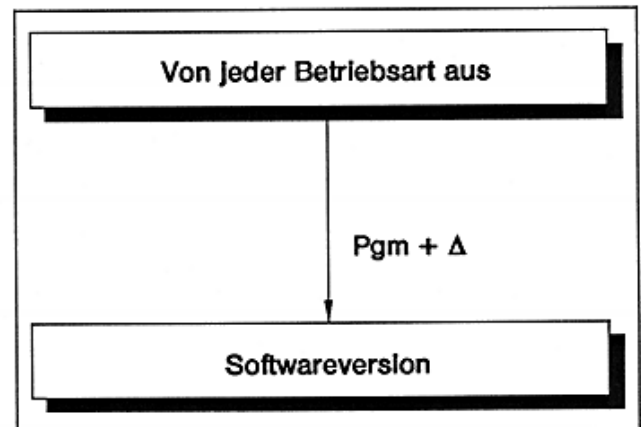 Von jeder Betriebsart aus
Pgm + Δ
Softwareversion